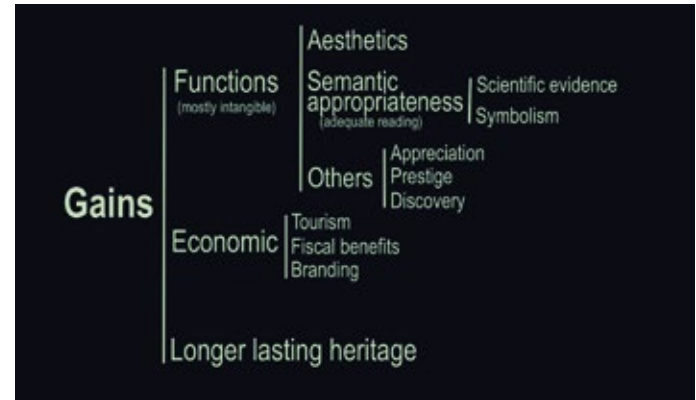 Gains
Functions
(mostly intangible)
Aesthetics
Semantic
appropriateness
(adequate reading)
Scientific evidence
Symbolism
Others
Appreciation
Prestige
Discovery
Economic
Tourism
Fiscal benefits
Branding
Longer lasting heritage